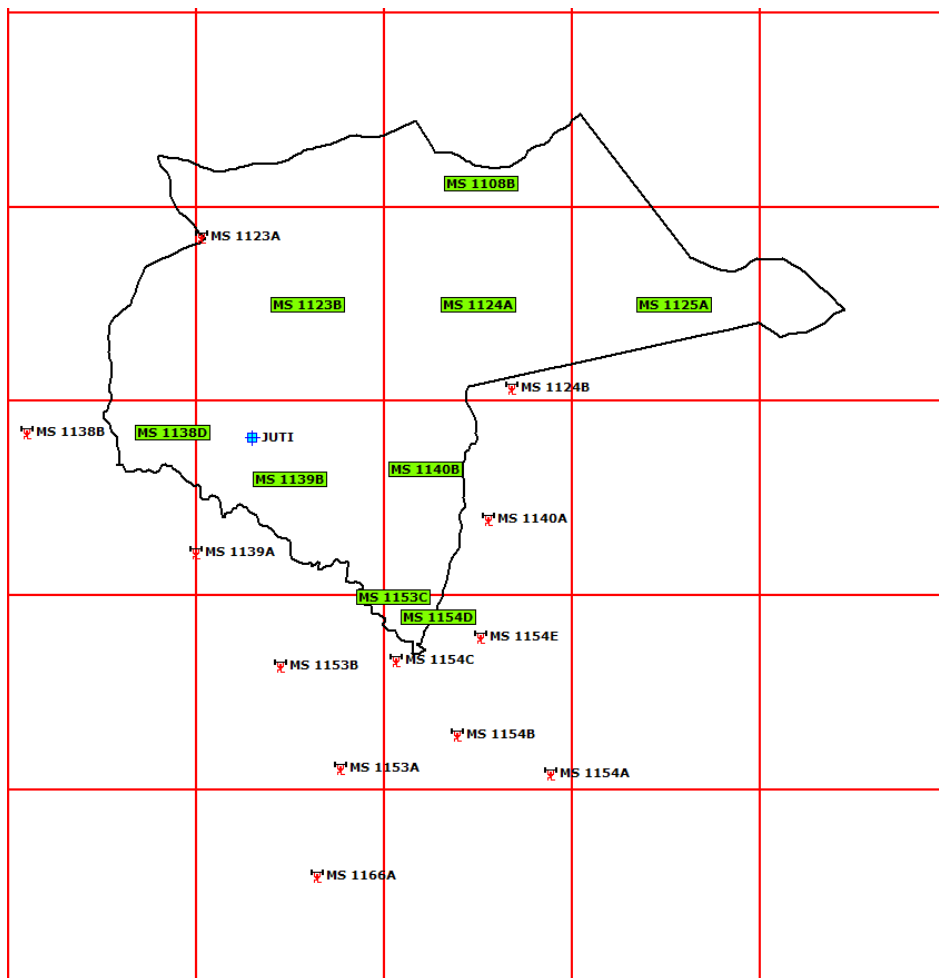 MS 1108B
MS 1123A
MS 1123B
MS 1124A
MS 1125A
MS 1124B
MS 1138B
MS 1138D
JUTI
MS 1140B
MS 1139B
MS 1140A
MS 1139A
MS 1153C
MS 1154D
MS 1154E
MS 1154C
MS 1153B
MS 1154B
MS 1153A
MS 1154A
MS 1166A